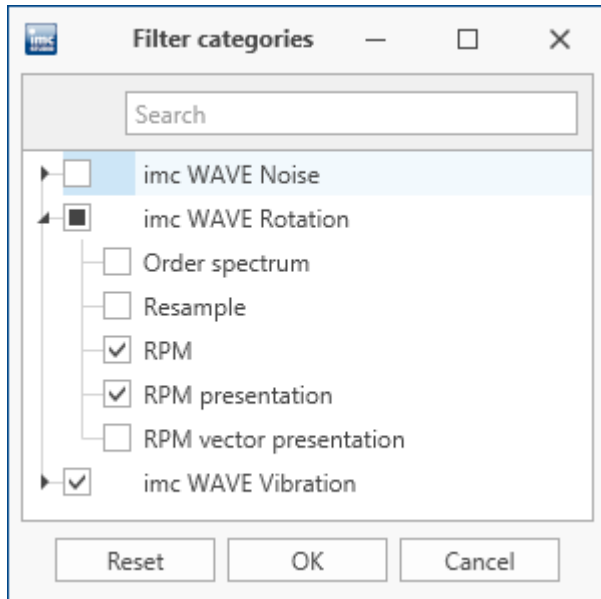 imc
Filter categories
Search
imc WAVE Noise
imc WAVE Rotation
Order spectrum
Resample
RPM
RPM presentation
RPM vector presentation
imc WAVE Vibration
Reset OK Cancel